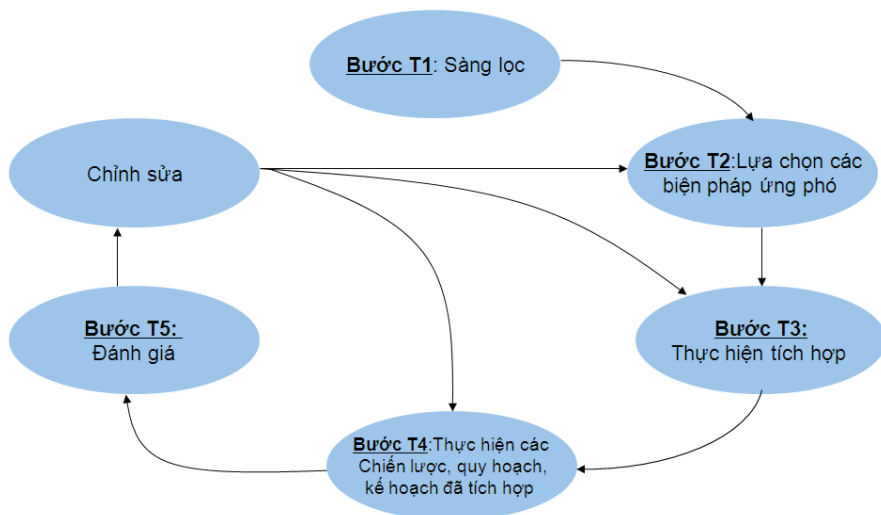 Bước T1: Sàng lọc
Bước T2:Lựa chọn các
biện pháp ứng phó
Chỉnh sửa
Bước T3:
Thực hiện tích hợp
Bước T5:
Đánh giá
Bước T4:Thực hiện các
Chiến lược, quy hoạch,
kế hoạch đã tích hợp